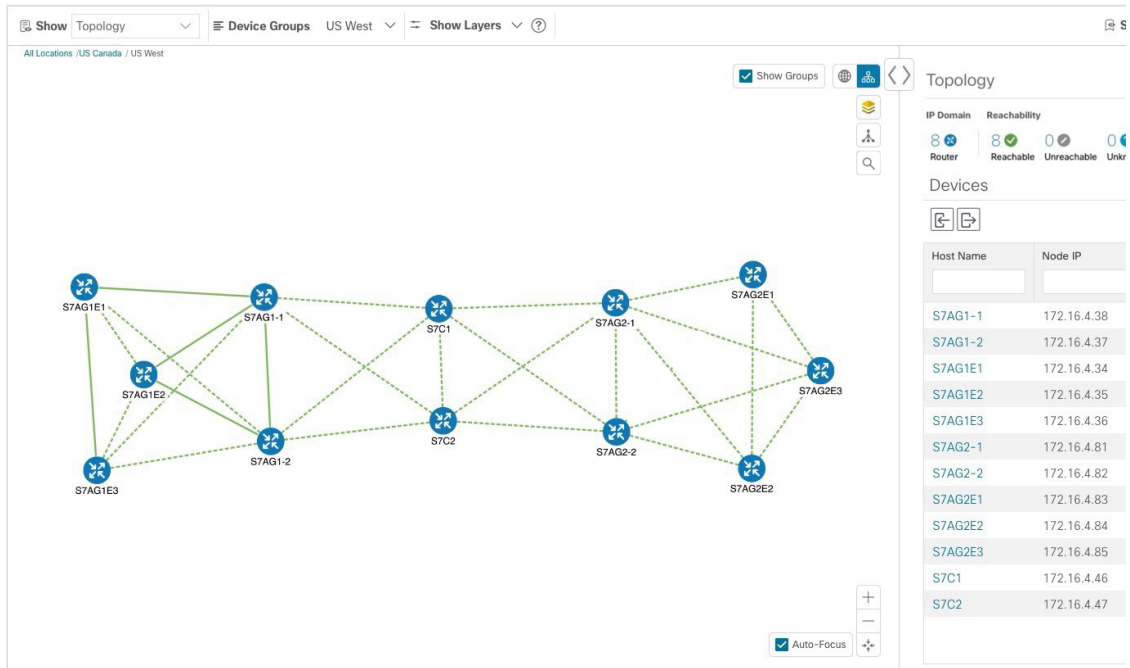 Show Topology Device Groups US West Show Layers ? S
All Locations /US Canada / US West
Show Groups
Topology
IP Domain Reachability
8 8 0 0
Router Reachable Unreachable Unkr
Devices
Host Name Node IP
S7AG1-1 172.16.4.38
S7AG1-2 172.16.4.37
S7AG1E1 172.16.4.34
S7AG1E2 172.16.4.35
S7AG1E3 172.16.4.36
S7AG2-1 172.16.4.81
S7AG2-2 172.16.4.82
S7AG2E1 172.16.4.83
S7AG2E2 172.16.4.84
S7AG2E3 172.16.4.85
S7C1 172.16.4.46
S7C2 172.16.4.47
S7AG2E1
S7AG1E1
S7AG1-1
S7AG2-1
S7C1
S7AG1E2
S7AG2E3
S7C2
S7AG2-2
S7AG1-2
S7AG1E3
S7AG2E2
Auto-Focus